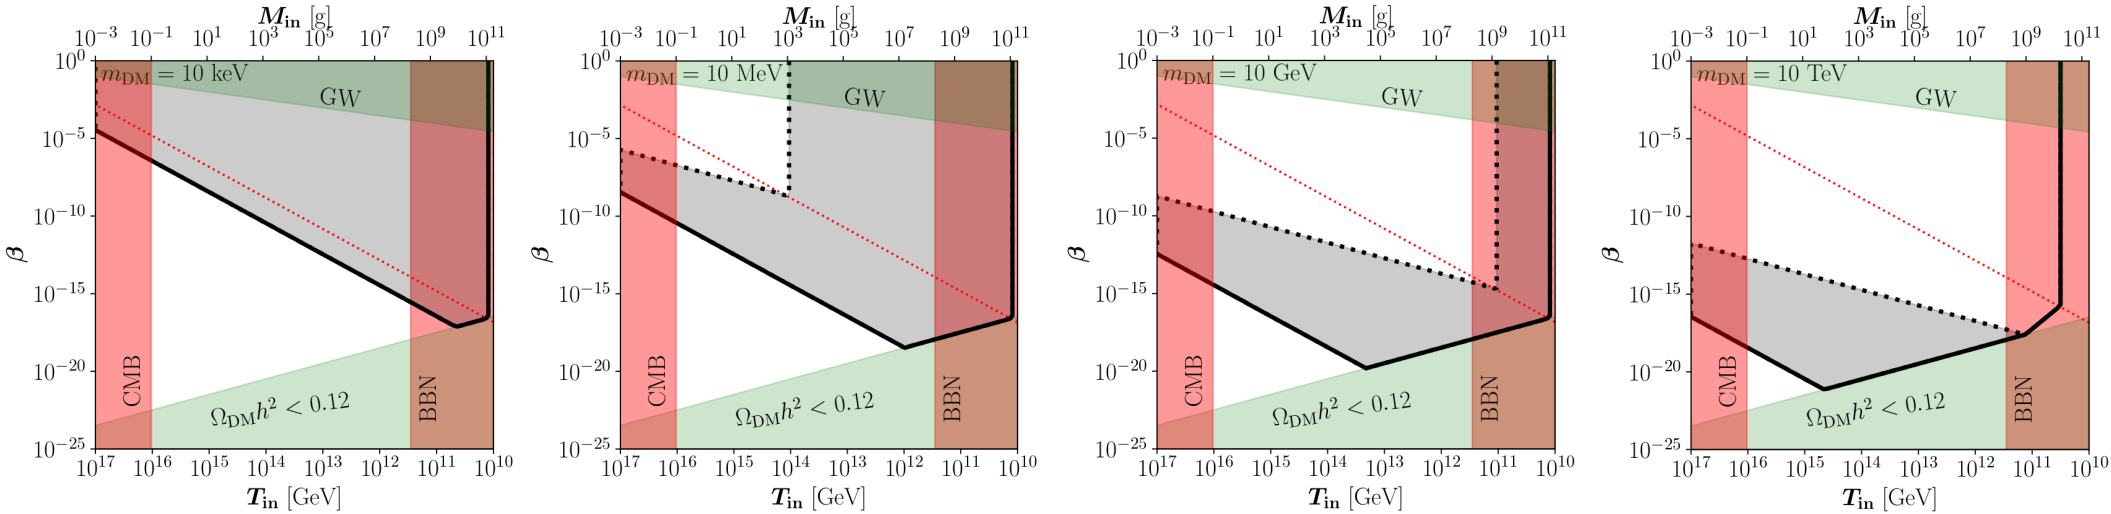 M_in [g]
10^−3 10^−1 10^1 10^3 10^5 10^7 10^9 10^11
m_DM = 10 keV
GW
CMB
BBN
Ω_DM h^2 < 0.12
β
10^0
10^−5
10^−10
10^−15
10^−20
10^−25
10^17 10^16 10^15 10^14 10^13 10^12 10^11 10^10
T_in [GeV]
M_in [g]
10^−3 10^−1 10^1 10^3 10^5 10^7 10^9 10^11
m_DM = 10 MeV
GW
CMB
BBN
Ω_DM h^2 < 0.12
β
10^0
10^−5
10^−10
10^−15
10^−20
10^−25
10^17 10^16 10^15 10^14 10^13 10^12 10^11 10^10
T_in [GeV]
M_in [g]
10^−3 10^−1 10^1 10^3 10^5 10^7 10^9 10^11
m_DM = 10 GeV
GW
CMB
BBN
Ω_DM h^2 < 0.12
β
10^0
10^−5
10^−10
10^−15
10^−20
10^−25
10^17 10^16 10^15 10^14 10^13 10^12 10^11 10^10
T_in [GeV]
M_in [g]
10^−3 10^−1 10^1 10^3 10^5 10^7 10^9 10^11
m_DM = 10 TeV
GW
CMB
BBN
Ω_DM h^2 < 0.12
β
10^0
10^−5
10^−10
10^−15
10^−20
10^−25
10^17 10^16 10^15 10^14 10^13 10^12 10^11 10^10
T_in [GeV]